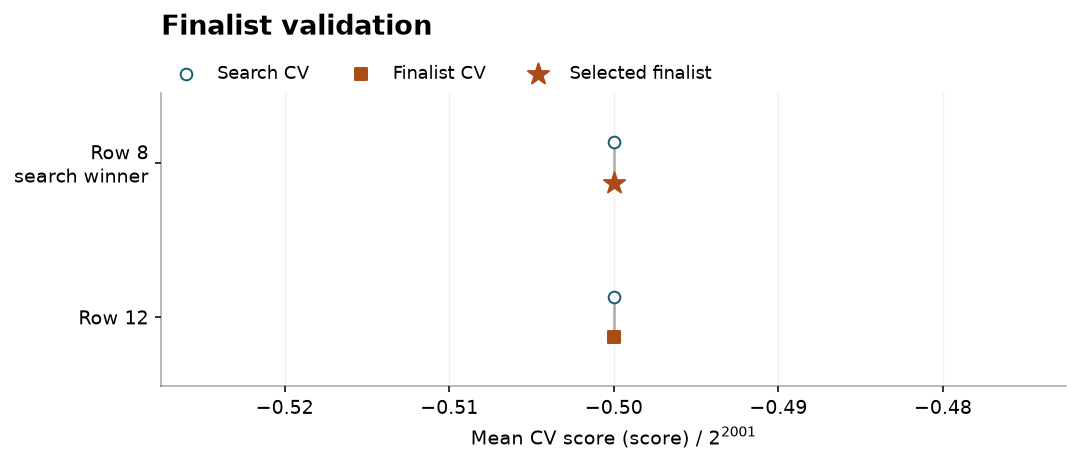 Finalist validation
Search CV
Finalist CV
Selected finalist
Row 8
search winner
Row 12
−0.52
−0.51
−0.50
−0.49
−0.48
Mean CV score (score) / 2^2001